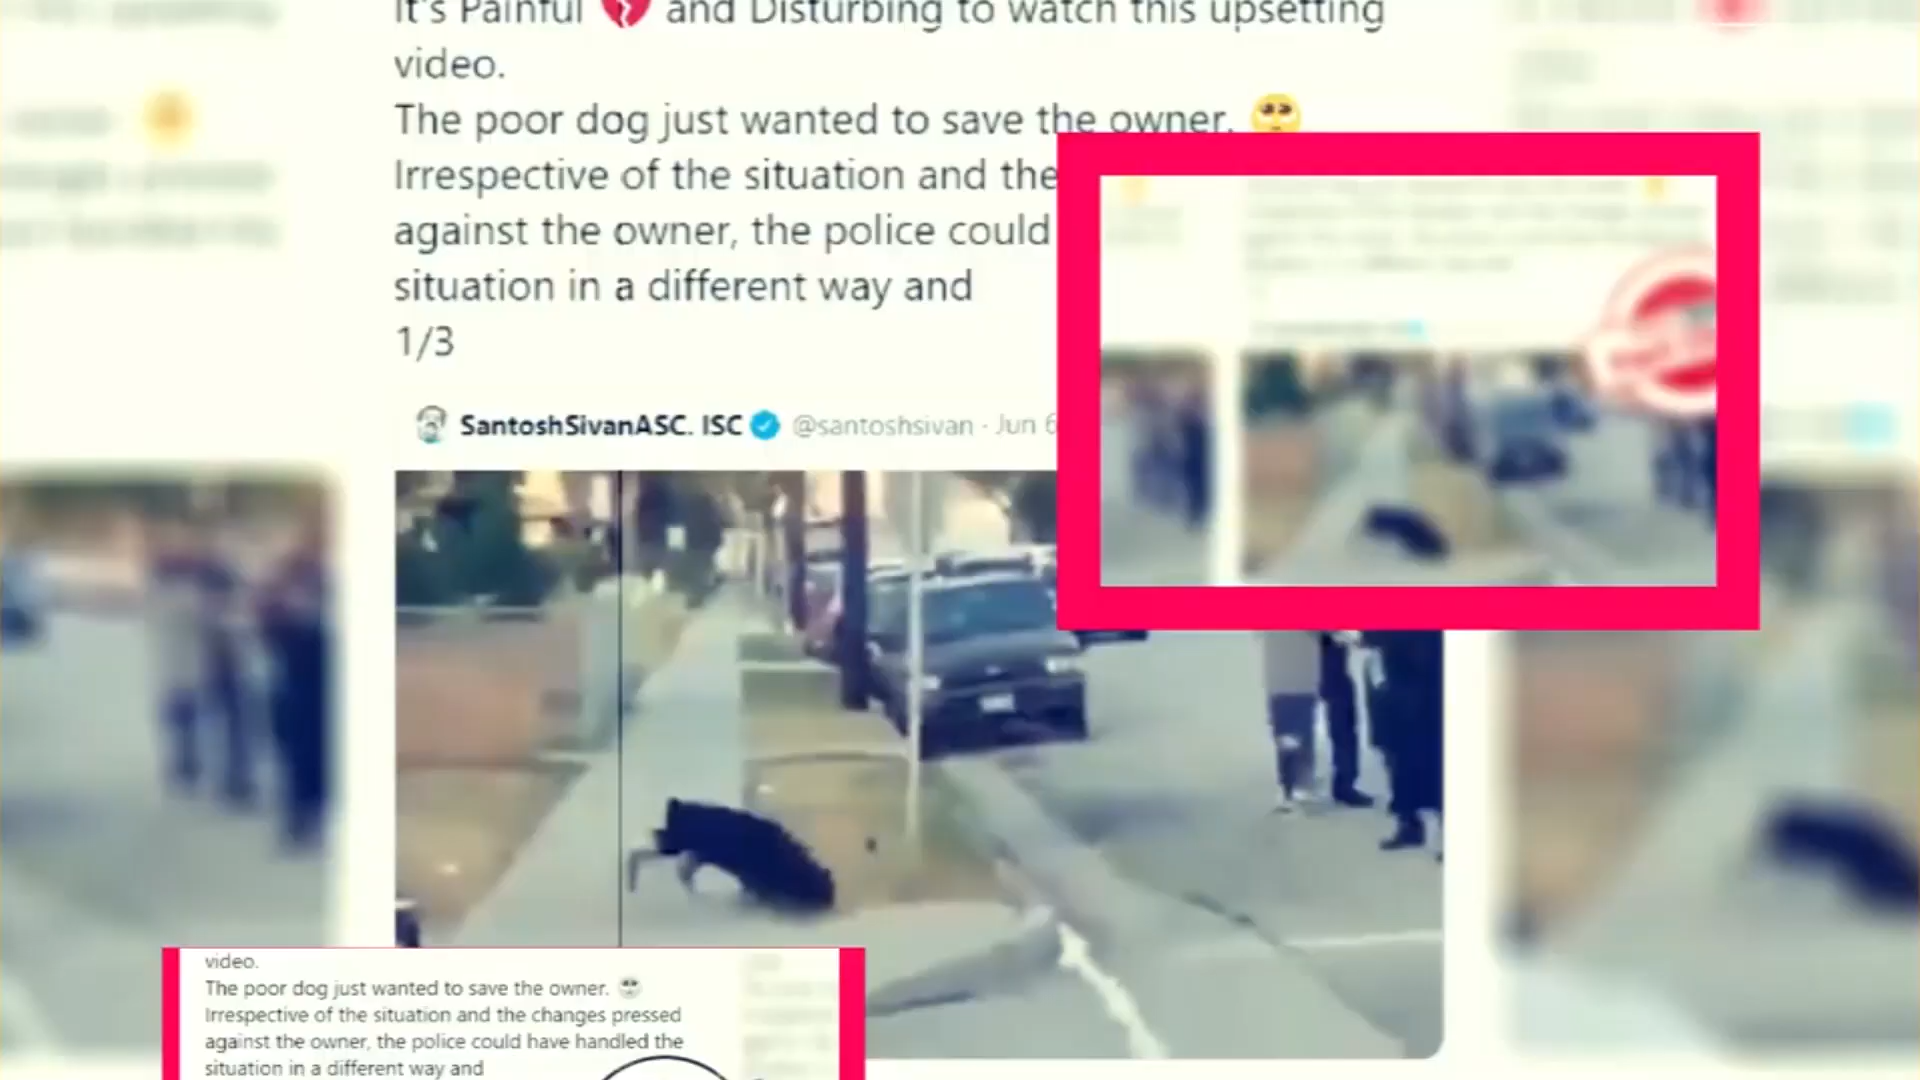 It's Painful 💔 and Disturbing to watch this upsetting
video.
The poor dog just wanted to save the owner. 🥺
Irrespective of the situation and the
against the owner, the police could
situation in a different way and
1/3
SantoshSivanASC. ISC @santoshsivan · Jun 6
video.
The poor dog just wanted to save the owner. 🥺
Irrespective of the situation and the changes pressed
against the owner, the police could have handled the
situation in a different way and